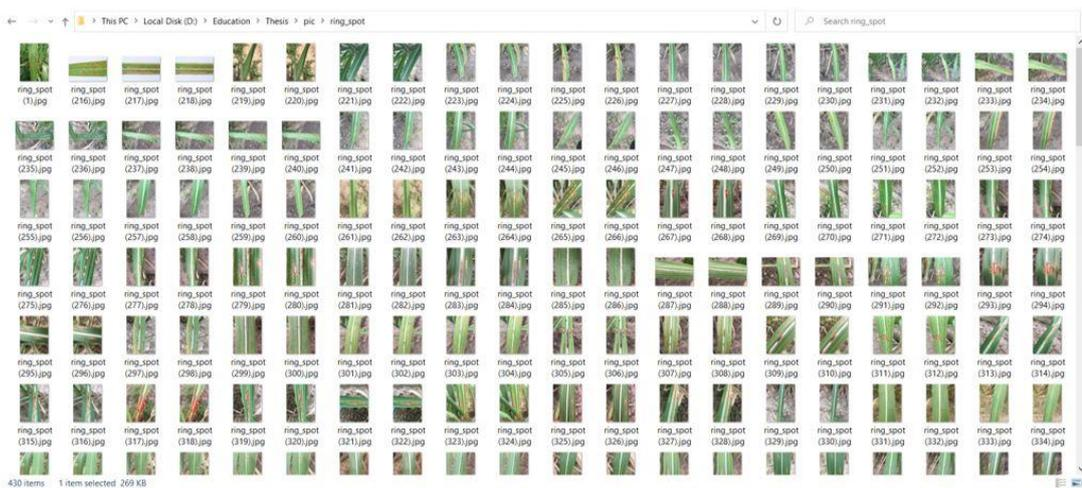 This PC > Local Disk (D:) > Education > Thesis > pic > ring_spot
Search ring_spot
ring_spot ring_spot ring_spot ring_spot ring_spot ring_spot ring_spot ring_spot ring_spot ring_spot ring_spot ring_spot ring_spot ring_spot ring_spot ring_spot ring_spot ring_spot ring_spot ring_spot
(1).jpg (216).jpg (217).jpg (218).jpg (219).jpg (220).jpg (221).jpg (222).jpg (223).jpg (224).jpg (225).jpg (226).jpg (227).jpg (228).jpg (229).jpg (230).jpg (231).jpg (232).jpg (233).jpg (234).jpg
ring_spot ring_spot ring_spot ring_spot ring_spot ring_spot ring_spot ring_spot ring_spot ring_spot ring_spot ring_spot ring_spot ring_spot ring_spot ring_spot ring_spot ring_spot ring_spot ring_spot
(235).jpg (236).jpg (237).jpg (238).jpg (239).jpg (240).jpg (241).jpg (242).jpg (243).jpg (244).jpg (245).jpg (246).jpg (247).jpg (248).jpg (249).jpg (250).jpg (251).jpg (252).jpg (253).jpg (254).jpg
ring_spot ring_spot ring_spot ring_spot ring_spot ring_spot ring_spot ring_spot ring_spot ring_spot ring_spot ring_spot ring_spot ring_spot ring_spot ring_spot ring_spot ring_spot ring_spot ring_spot
(255).jpg (256).jpg (257).jpg (258).jpg (259).jpg (260).jpg (261).jpg (262).jpg (263).jpg (264).jpg (265).jpg (266).jpg (267).jpg (268).jpg (269).jpg (270).jpg (271).jpg (272).jpg (273).jpg (274).jpg
ring_spot ring_spot ring_spot ring_spot ring_spot ring_spot ring_spot ring_spot ring_spot ring_spot ring_spot ring_spot ring_spot ring_spot ring_spot ring_spot ring_spot ring_spot ring_spot ring_spot
(275).jpg (276).jpg (277).jpg (278).jpg (279).jpg (280).jpg (281).jpg (282).jpg (283).jpg (284).jpg (285).jpg (286).jpg (287).jpg (288).jpg (289).jpg (290).jpg (291).jpg (292).jpg (293).jpg (294).jpg
ring_spot ring_spot ring_spot ring_spot ring_spot ring_spot ring_spot ring_spot ring_spot ring_spot ring_spot ring_spot ring_spot ring_spot ring_spot ring_spot ring_spot ring_spot ring_spot ring_spot
(295).jpg (296).jpg (297).jpg (298).jpg (299).jpg (300).jpg (301).jpg (302).jpg (303).jpg (304).jpg (305).jpg (306).jpg (307).jpg (308).jpg (309).jpg (310).jpg (311).jpg (312).jpg (313).jpg (314).jpg
ring_spot ring_spot ring_spot ring_spot ring_spot ring_spot ring_spot ring_spot ring_spot ring_spot ring_spot ring_spot ring_spot ring_spot ring_spot ring_spot ring_spot ring_spot ring_spot ring_spot
(315).jpg (316).jpg (317).jpg (318).jpg (319).jpg (320).jpg (321).jpg (322).jpg (323).jpg (324).jpg (325).jpg (326).jpg (327).jpg (328).jpg (329).jpg (330).jpg (331).jpg (332).jpg (333).jpg (334).jpg
430 items 1 item selected 269 KB